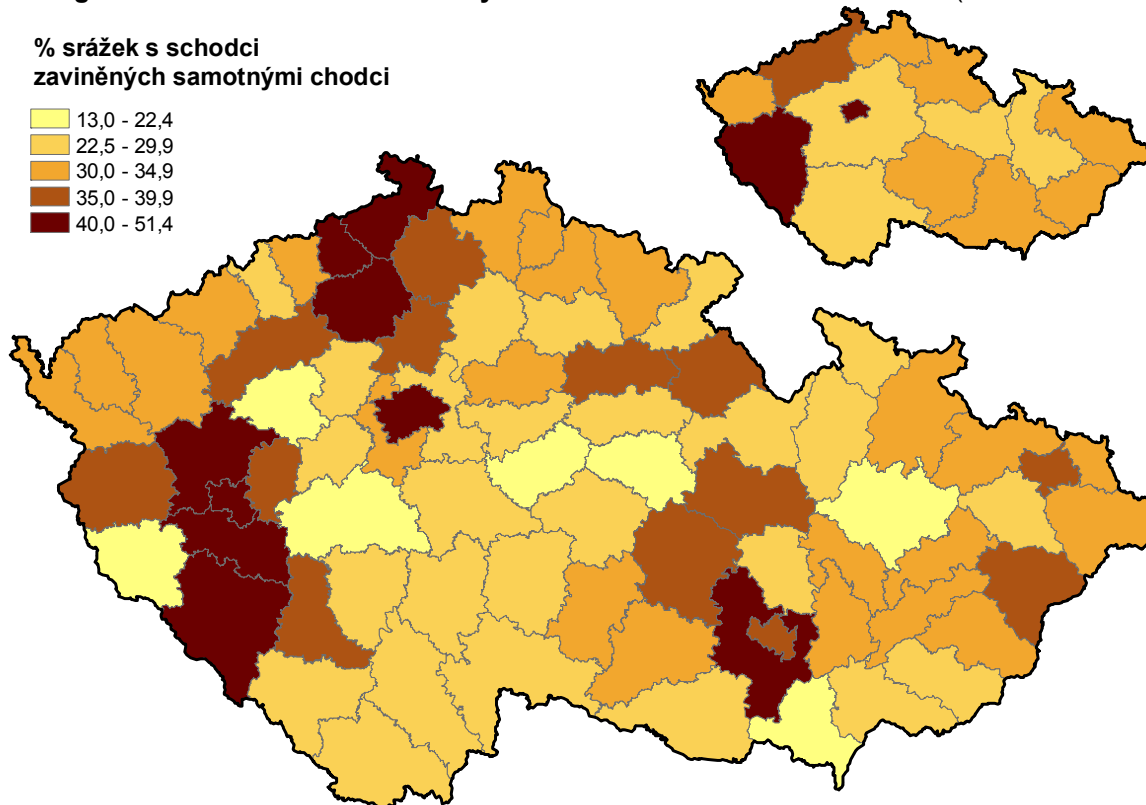 % srážek s schodci
zaviněných samotnými chodci
13,0 - 22,4
22,5 - 29,9
30,0 - 34,9
35,0 - 39,9
40,0 - 51,4